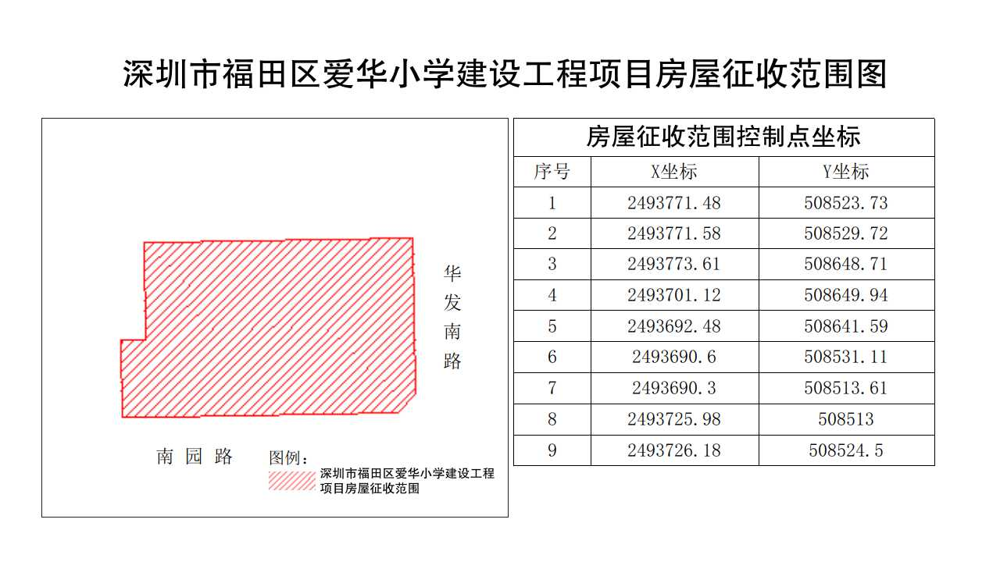 深圳市福田区爱华小学建设工程项目房屋征收范围图
华
发
南
路
南园路
图例：
深圳市福田区爱华小学建设工程
项目房屋征收范围
房屋征收范围控制点坐标
序号 X坐标 Y坐标
1 2493771.48 508523.73
2 2493771.58 508529.72
3 2493773.61 508648.71
4 2493701.12 508649.94
5 2493692.48 508641.59
6 2493690.6 508531.11
7 2493690.3 508513.61
8 2493725.98 508513
9 2493726.18 508524.5